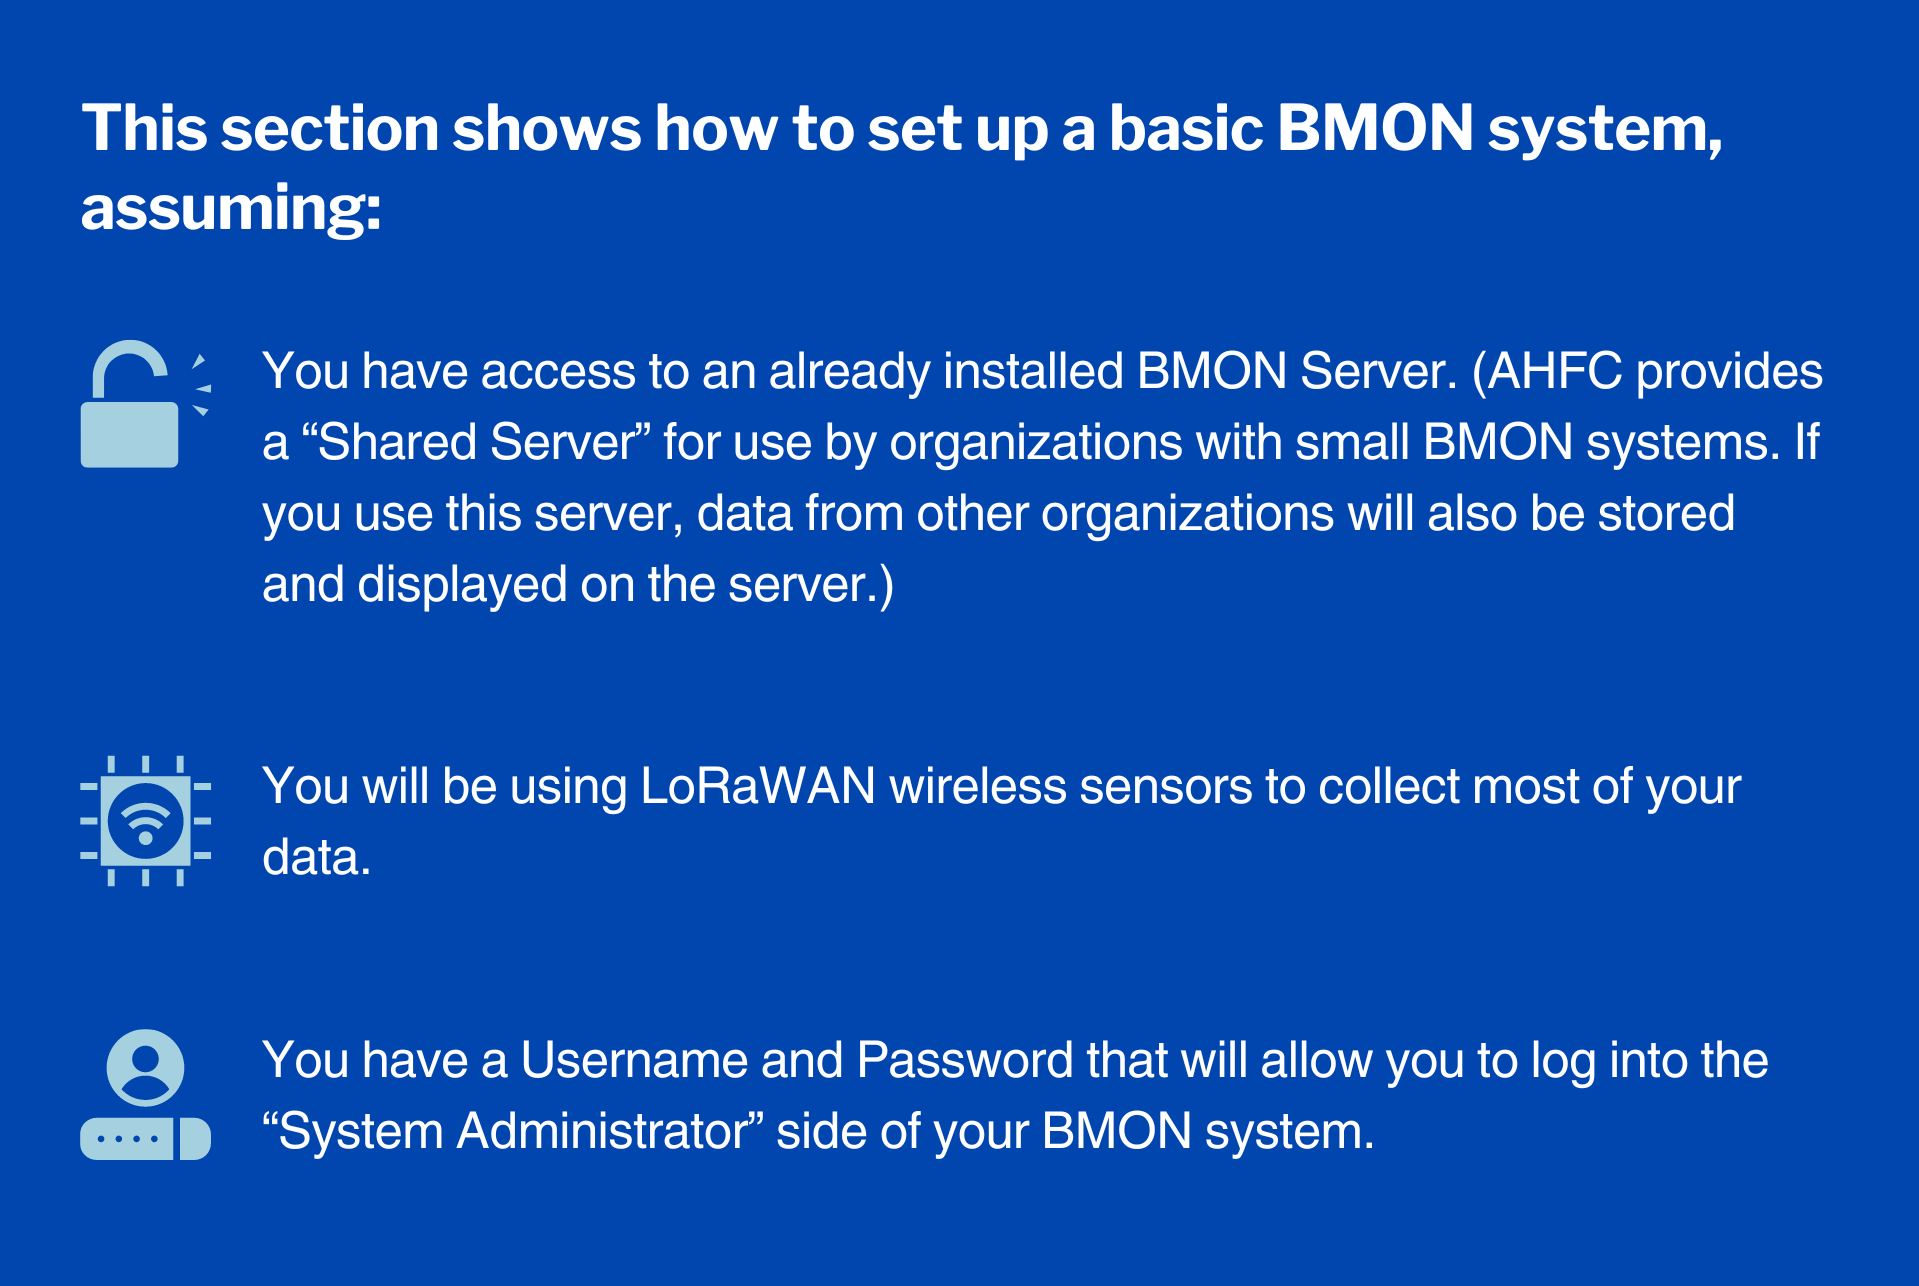 This section shows how to set up a basic BMON system,
assuming:
You have access to an already installed BMON Server. (AHFC provides
a “Shared Server” for use by organizations with small BMON systems. If
you use this server, data from other organizations will also be stored
and displayed on the server.)
You will be using LoRaWAN wireless sensors to collect most of your
data.
You have a Username and Password that will allow you to log into the
“System Administrator” side of your BMON system.